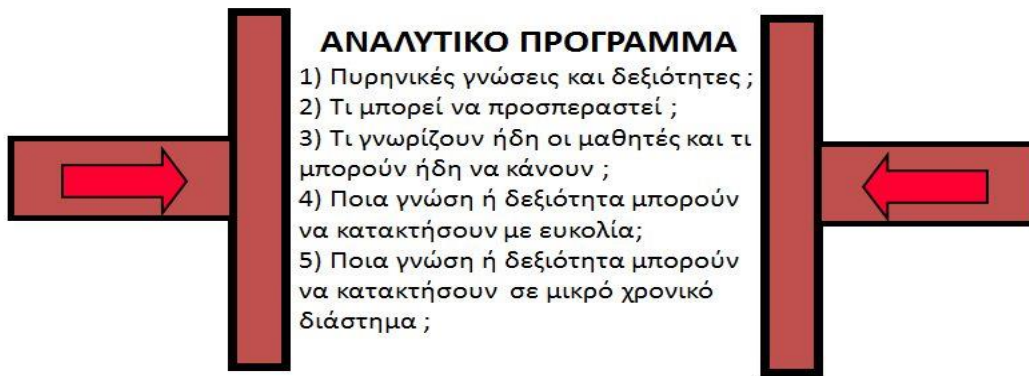 ΑΝΑΛΥΤΙΚΟ ΠΡΟΓΡΑΜΜΑ
1) Πυρηνικές γνώσεις και δεξιότητες ;
2) Τι μπορεί να προσπεραστεί ;
3) Τι γνωρίζουν ήδη οι μαθητές και τι
μπορούν ήδη να κάνουν ;
4) Ποια γνώση ή δεξιότητα μπορούν
να κατακτήσουν με ευκολία;
5) Ποια γνώση ή δεξιότητα μπορούν
να κατακτήσουν σε μικρό χρονικό
διάστημα ;